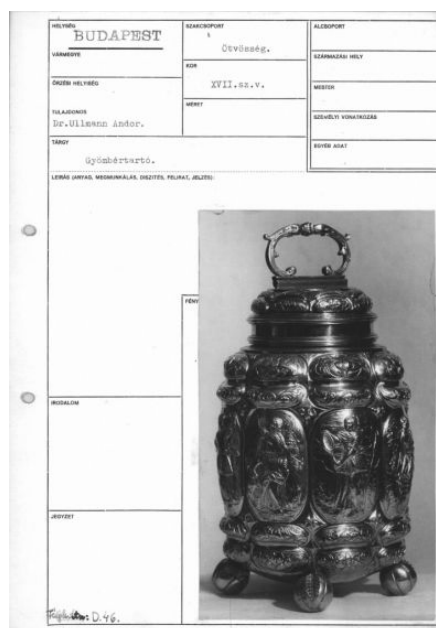 HELYSÉG
BUDAPEST
VÁRMEGYE
ŐRZÉSI HELYISÉG
TULAJDONOS
Dr.Ullmann Andor.
SZAKCSOPORT
Ötvösség.
KOR
XVII.sz.v.
MÉRET
ALCSOPORT
SZÁRMAZÁSI HELY
MESTER
SZEMÉLYI VONATKOZÁS
EGYÉB ADAT
TÁRGY
Gyömbértartó.
LEÍRÁS (ANYAG, MEGMUNKÁLÁS, DÍSZÍTÉS, FELIRAT, JELZÉS):
FÉNY
IRODALOM
JEGYZET
D.46.